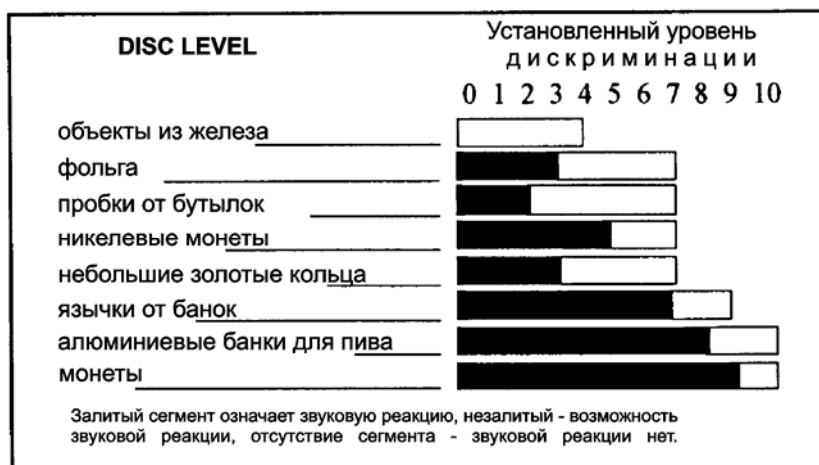 DISC LEVEL
Установленный уровень
дискриминации
0 1 2 3 4 5 6 7 8 9 10
объекты из железа
фольга
пробки от бутылок
никелевые монеты
небольшие золотые кольца
язычки от банок
алюминиевые банки для пива
монеты
Залитый сегмент означает звуковую реакцию, незалитый - возможность
звуковой реакции, отсутствие сегмента - звуковой реакции нет.